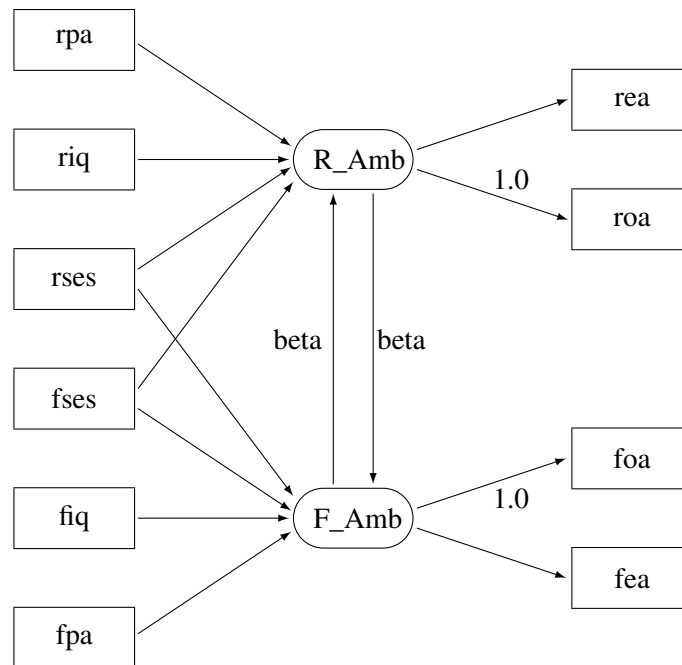 rpa
rea
riq
R_Amb
1.0
roa
rses
beta
beta
fses
foa
1.0
fiq
F_Amb
fea
fpa